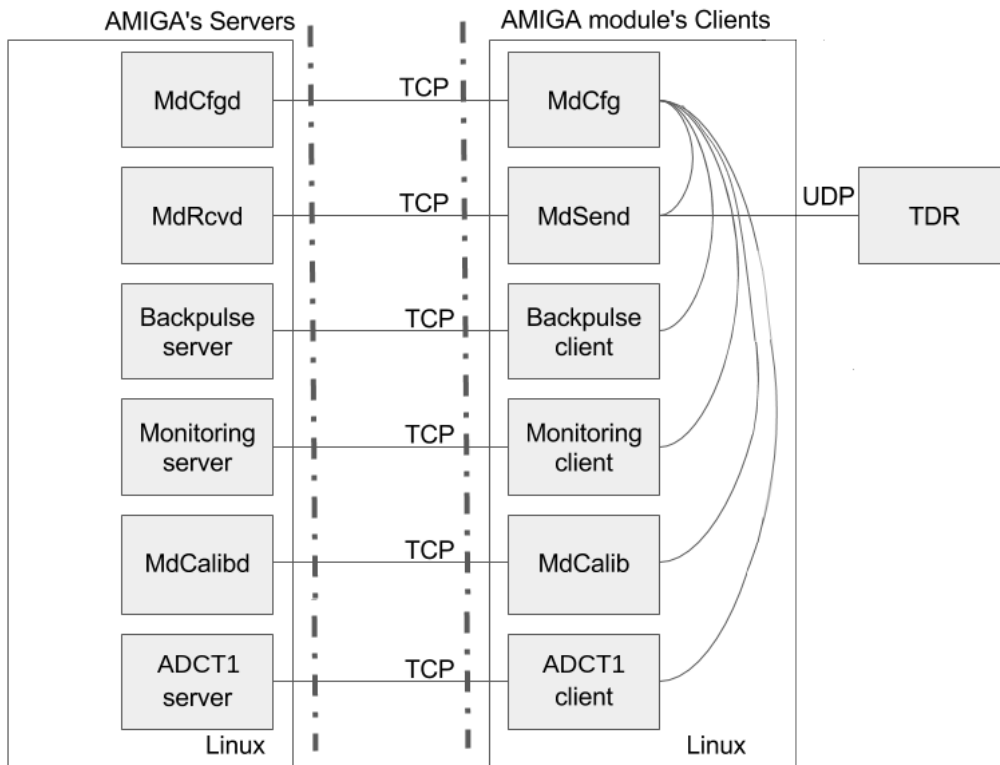 AMIGA's Servers
AMIGA module's Clients
MdCfgd
TCP
MdCfg
MdRcvd
TCP
MdSend
UDP
TDR
Backpulse
server
TCP
Backpulse
client
Monitoring
server
TCP
Monitoring
client
MdCalibd
TCP
MdCalib
ADCT1
server
TCP
ADCT1
client
Linux
Linux